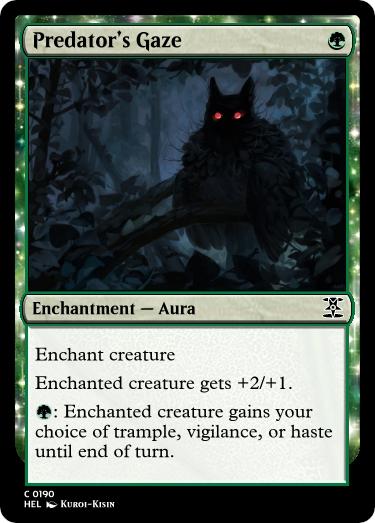 Predator's Gaze
Enchantment — Aura
Enchant creature
Enchanted creature gets +2/+1.
: Enchanted creature gains your
choice of trample, vigilance, or haste
until end of turn.
C 0190
HEL Kuroi-Kisin